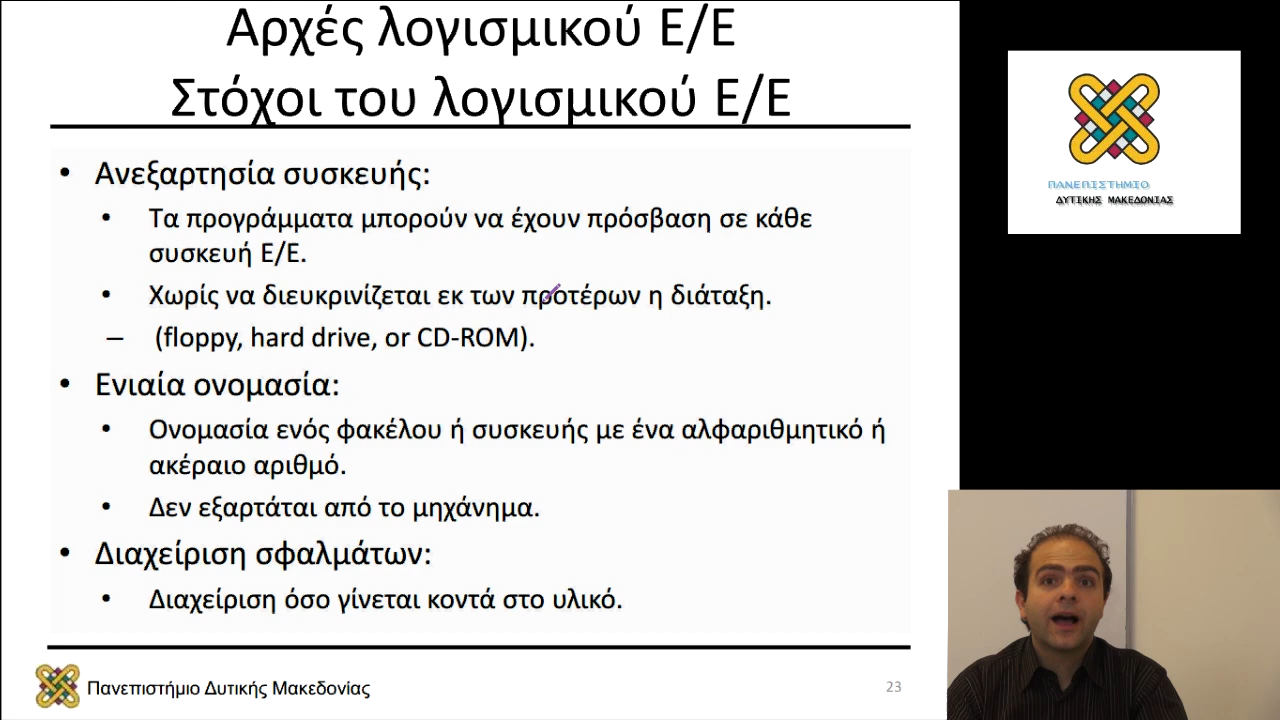 Αρχές λογισμικού Ε/Ε
Στόχοι του λογισμικού Ε/Ε
• Ανεξαρτησία συσκευής:
• Τα προγράμματα μπορούν να έχουν πρόσβαση σε κάθε
συσκευή Ε/Ε.
• Χωρίς να διευκρινίζεται εκ των προτέρων η διάταξη.
– (floppy, hard drive, or CD-ROM).
• Ενιαία ονομασία:
• Ονομασία ενός φακέλου ή συσκευής με ένα αλφαριθμητικό ή
ακέραιο αριθμό.
• Δεν εξαρτάται από το μηχάνημα.
• Διαχείριση σφαλμάτων:
• Διαχείριση όσο γίνεται κοντά στο υλικό.
Πανεπιστήμιο Δυτικής Μακεδονίας
23
ΠΑΝΕΠΙΣΤΗΜΙΟ
ΔΥΤΙΚΗΣ ΜΑΚΕΔΟΝΙΑΣ